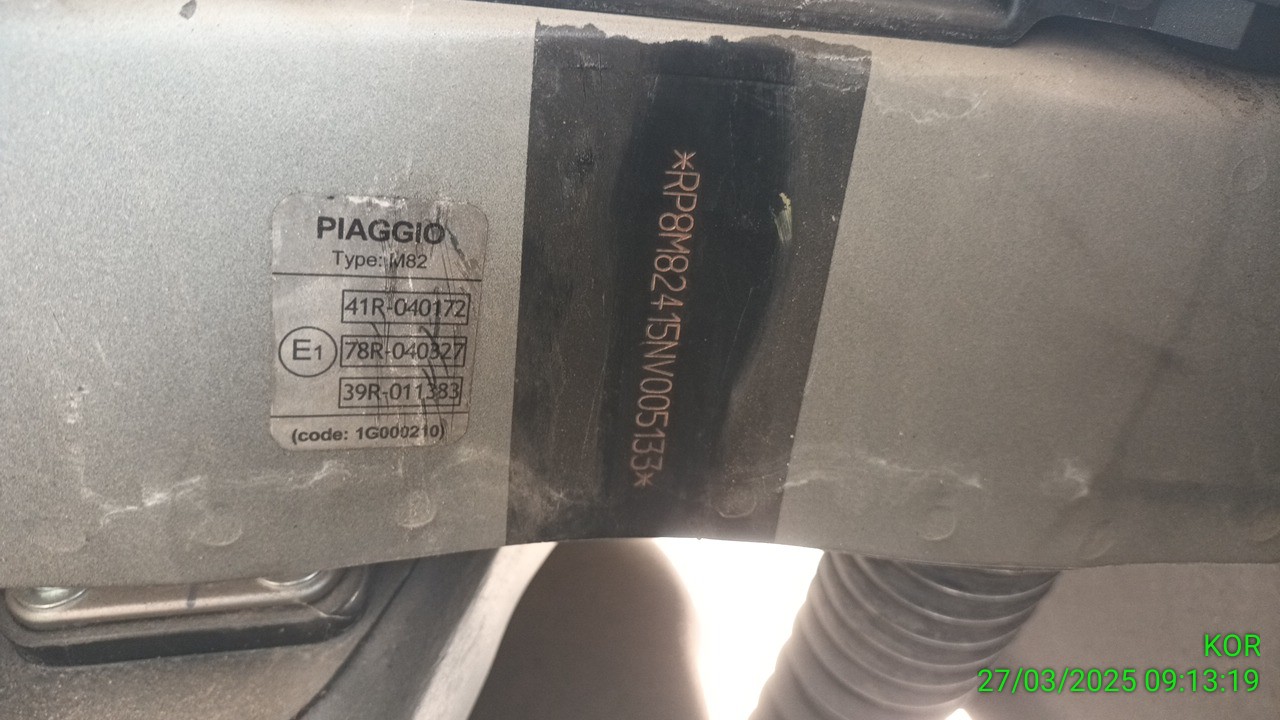 PIAGGIO
Type: M82
41R-040172
E1
78R-040327
39R-011383
(code: 1G000210)
*RP8M82415NV005133*
KOR
27/03/2025 09:13:19